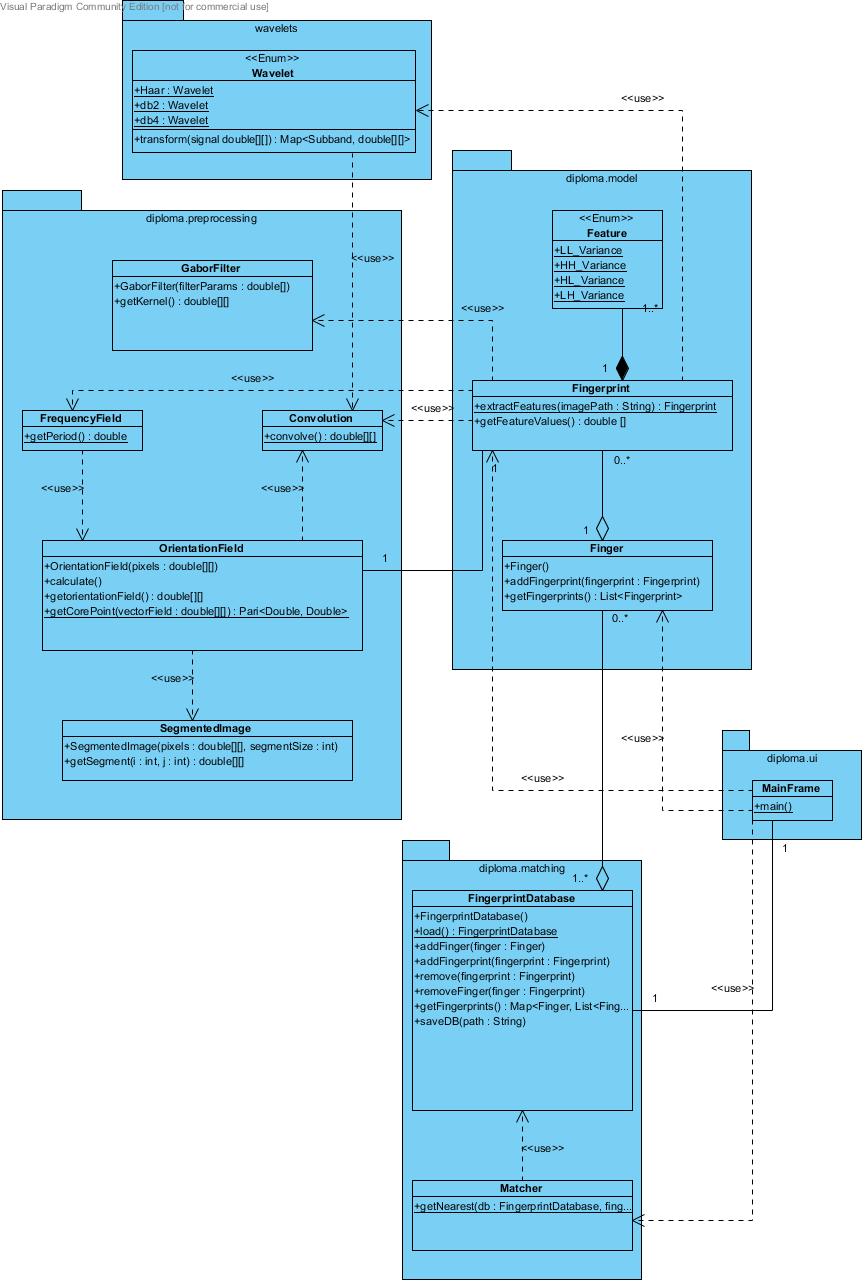 Visual Paradigm Community Edition [not for commercial use]
wavelets
<<Enum>>
Wavelet
+Haar : Wavelet
+db2 : Wavelet
+db4 : Wavelet
+transform(signal double[][]) : Map<Subband, double[][]>
<<use>>
diploma.model
<<Enum>>
Feature
+LL_Variance
+HH_Variance
+HL_Variance
+LH_Variance
1..*
diploma.preprocessing
<<use>>
GaborFilter
+GaborFilter(filterParams : double[])
+getKernel() : double[][]
<<use>>
1
<<use>>
Fingerprint
+extractFeatures(imagePath : String) : Fingerprint
+getFeatureValues() : double []
<<use>>
FrequencyField
+getPeriod() : double
Convolution
+convolve() : double[][]
1
0..*
<<use>>
<<use>>
1
OrientationField
+OrientationField(pixels : double[][])
+calculate()
+getorientationField() : double[][]
+getCorePoint(vectorField : double[][]) : Pari<Double, Double>
1
Finger
+Finger()
+addFingerprint(fingerprint : Fingerprint)
+getFingerprints() : List<Fingerprint>
0..*
<<use>>
SegmentedImage
+SegmentedImage(pixels : double[][], segmentSize : int)
+getSegment(i : int, j : int) : double[][]
<<use>>
<<use>>
diploma.ui
MainFrame
+main()
1
diploma.matching
1..*
FingerprintDatabase
+FingerprintDatabase()
+load() : FingerprintDatabase
+addFinger(finger : Finger)
+addFingerprint(fingerprint : Fingerprint)
+remove(fingerprint : Fingerprint)
+removeFinger(finger : Fingerprint)
+getFingerprints() : Map<Finger, List<Fing...
+saveDB(path : String)
1
<<use>>
<<use>>
Matcher
+getNearest(db : FingerprintDatabase, fing...